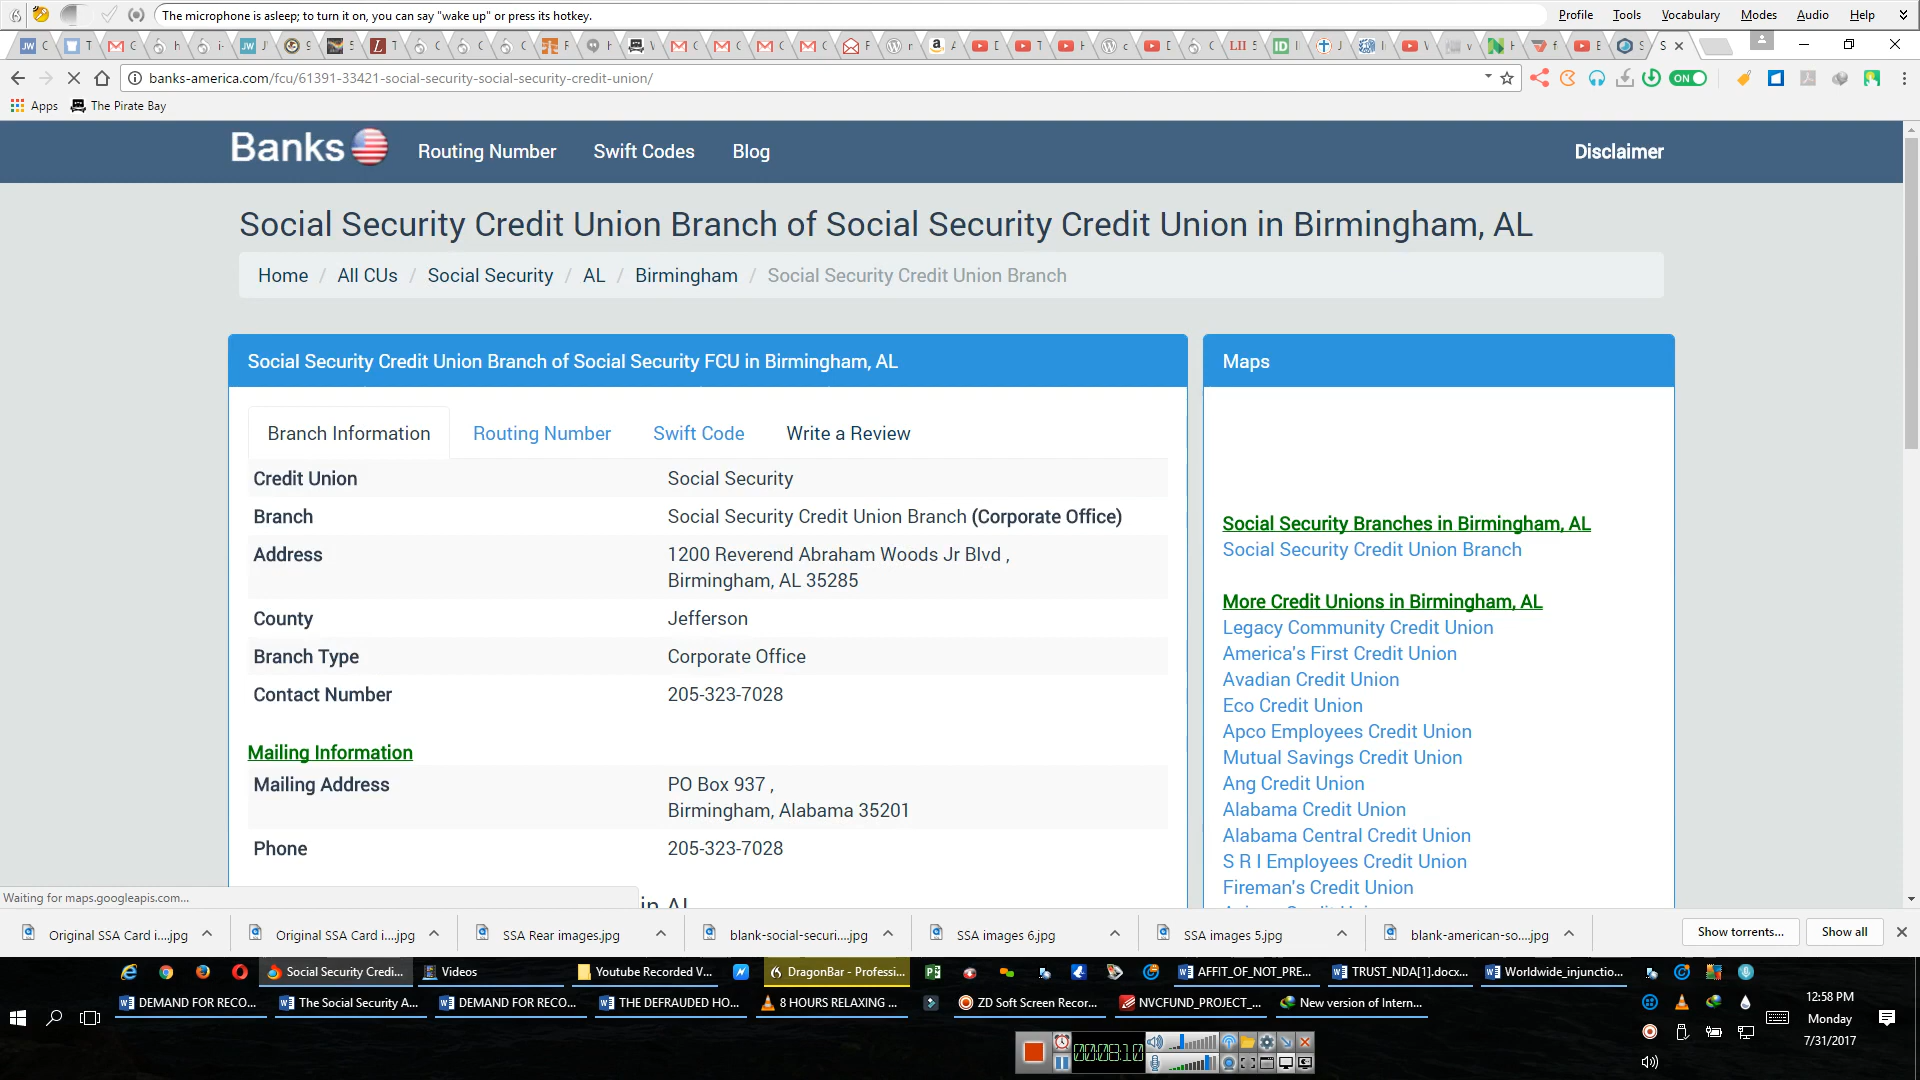 The microphone is asleep; to turn it on, you can say "wake up" or press its hotkey.
Profile Tools Vocabulary Modes Audio Help
banks-america.com/fcu/61391-33421-social-security-social-security-credit-union/
ON
Apps The Pirate Bay
Banks Routing Number Swift Codes Blog Disclaimer
Social Security Credit Union Branch of Social Security Credit Union in Birmingham, AL
Home / All CUs / Social Security / AL / Birmingham / Social Security Credit Union Branch
Social Security Credit Union Branch of Social Security FCU in Birmingham, AL
Branch Information Routing Number Swift Code Write a Review
Credit Union Social Security
Branch Social Security Credit Union Branch (Corporate Office)
Address 1200 Reverend Abraham Woods Jr Blvd ,
Birmingham, AL 35285
County Jefferson
Branch Type Corporate Office
Contact Number 205-323-7028
Mailing Information
Mailing Address PO Box 937 ,
Birmingham, Alabama 35201
Phone 205-323-7028
in AL
Maps
Social Security Branches in Birmingham, AL
Social Security Credit Union Branch
More Credit Unions in Birmingham, AL
Legacy Community Credit Union
America's First Credit Union
Avadian Credit Union
Eco Credit Union
Apco Employees Credit Union
Mutual Savings Credit Union
Ang Credit Union
Alabama Credit Union
Alabama Central Credit Union
S R I Employees Credit Union
Fireman's Credit Union
Waiting for maps.googleapis.com...
Original SSA Card i....jpg Original SSA Card i....jpg SSA Rear images.jpg blank-social-securi....jpg SSA images 6.jpg SSA images 5.jpg blank-american-so....jpg Show torrents... Show all
Social Security Credi... Videos Youtube Recorded V... DragonBar - Professi... AFFIT_OF_NOT_PRE... TRUST_NDA[1].docx... Worldwide_injunctio...
DEMAND FOR RECO... The Social Security A... DEMAND FOR RECO... THE DEFRAUDED HO... 8 HOURS RELAXING ... ZD Soft Screen Recor... NVCFUND_PROJECT_... New version of Intern...
12:58 PM
Monday
7/31/2017
00:08:10